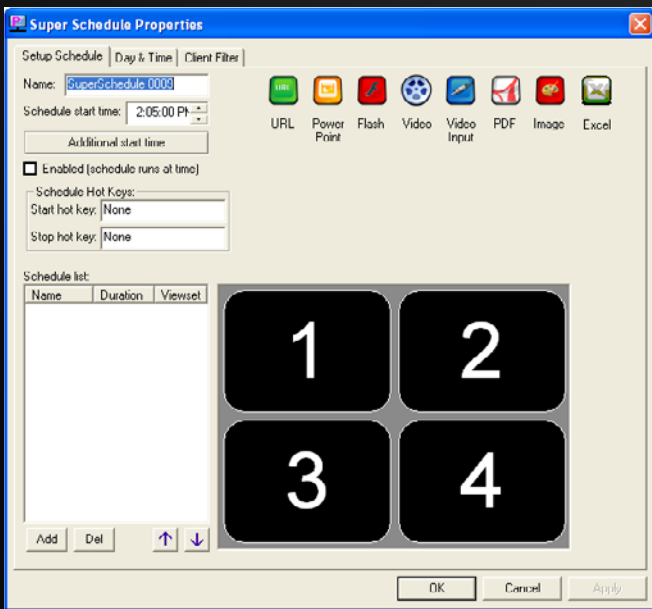 Super Schedule Properties
Setup Schedule Day & Time Client Filter
Name: SuperSchedule 0009
Schedule start time: 2:05:00 PM
Additional start time
Enabled (schedule runs at time)
Schedule Hot Keys:
Start hot key: None
Stop hot key: None
URL Power Point Flash Video Video Input PDF Image Excel
Schedule list:
Name Duration Viewset
1 2
3 4
Add Del
OK Cancel Apply